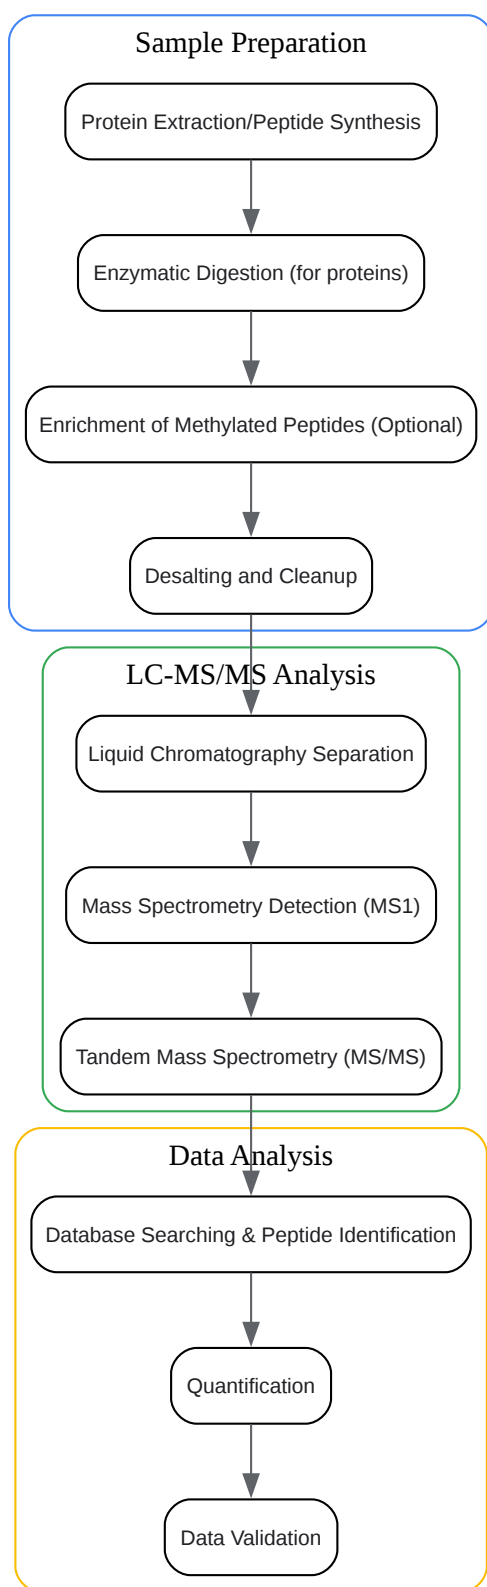 Sample Preparation
Protein Extraction/Peptide Synthesis
Enzymatic Digestion (for proteins)
Enrichment of Methylated Peptides (Optional)
Desalting and Cleanup
LC-MS/MS Analysis
Liquid Chromatography Separation
Mass Spectrometry Detection (MS1)
Tandem Mass Spectrometry (MS/MS)
Data Analysis
Database Searching & Peptide Identification
Quantification
Data Validation